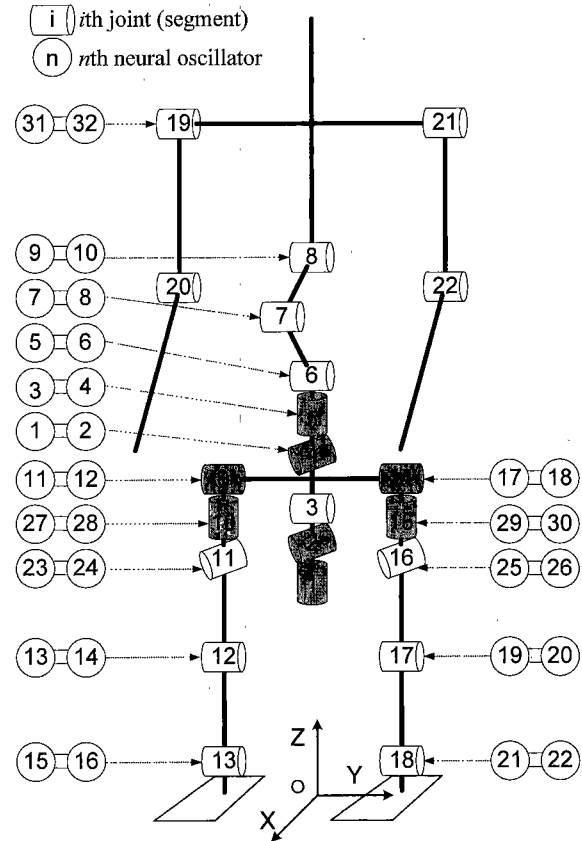 i ith joint (segment)
n nth neural oscillator
31 32 19 21
9 10 8
7 8 20 7 22
5 6 6
3 4
1 2
11 12 17 18
27 28 3 29 30
23 24 11 16 25 26
13 14 12 17 19 20
15 16 13 18 21 22
Z
O Y
X